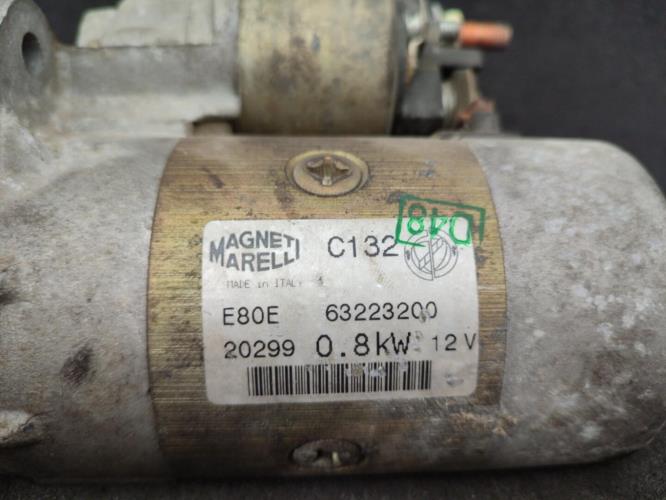 MAGNETI MARELLI C132
MADE in ITALY
E80E 63223200
20299 0.8kW 12V
D48